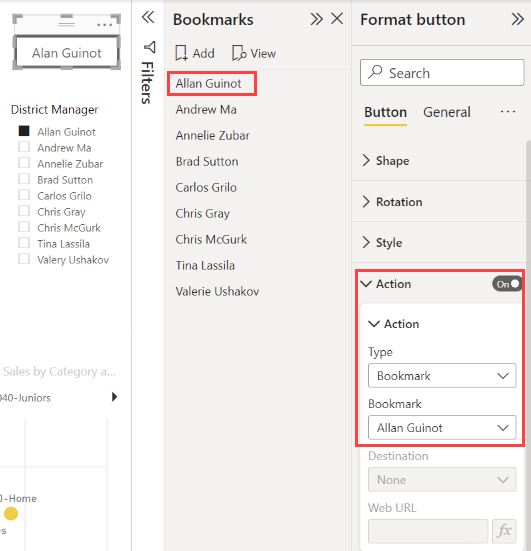 Alan Guinot
District Manager
Allan Guinot
Andrew Ma
Annelie Zubar
Brad Sutton
Carlos Grilo
Chris Gray
Chris McGurk
Tina Lassila
Valery Ushakov
Sales by Category a...
040-Juniors
0-Home
es
Filters
Bookmarks
Add
View
Allan Guinot
Andrew Ma
Annelie Zubar
Brad Sutton
Carlos Grilo
Chris Gray
Chris McGurk
Tina Lassila
Valerie Ushakov
Format button
Search
Button
General
...
Shape
Rotation
Style
Action
On
Action
Type
Bookmark
Bookmark
Allan Guinot
Destination
None
Web URL
fx